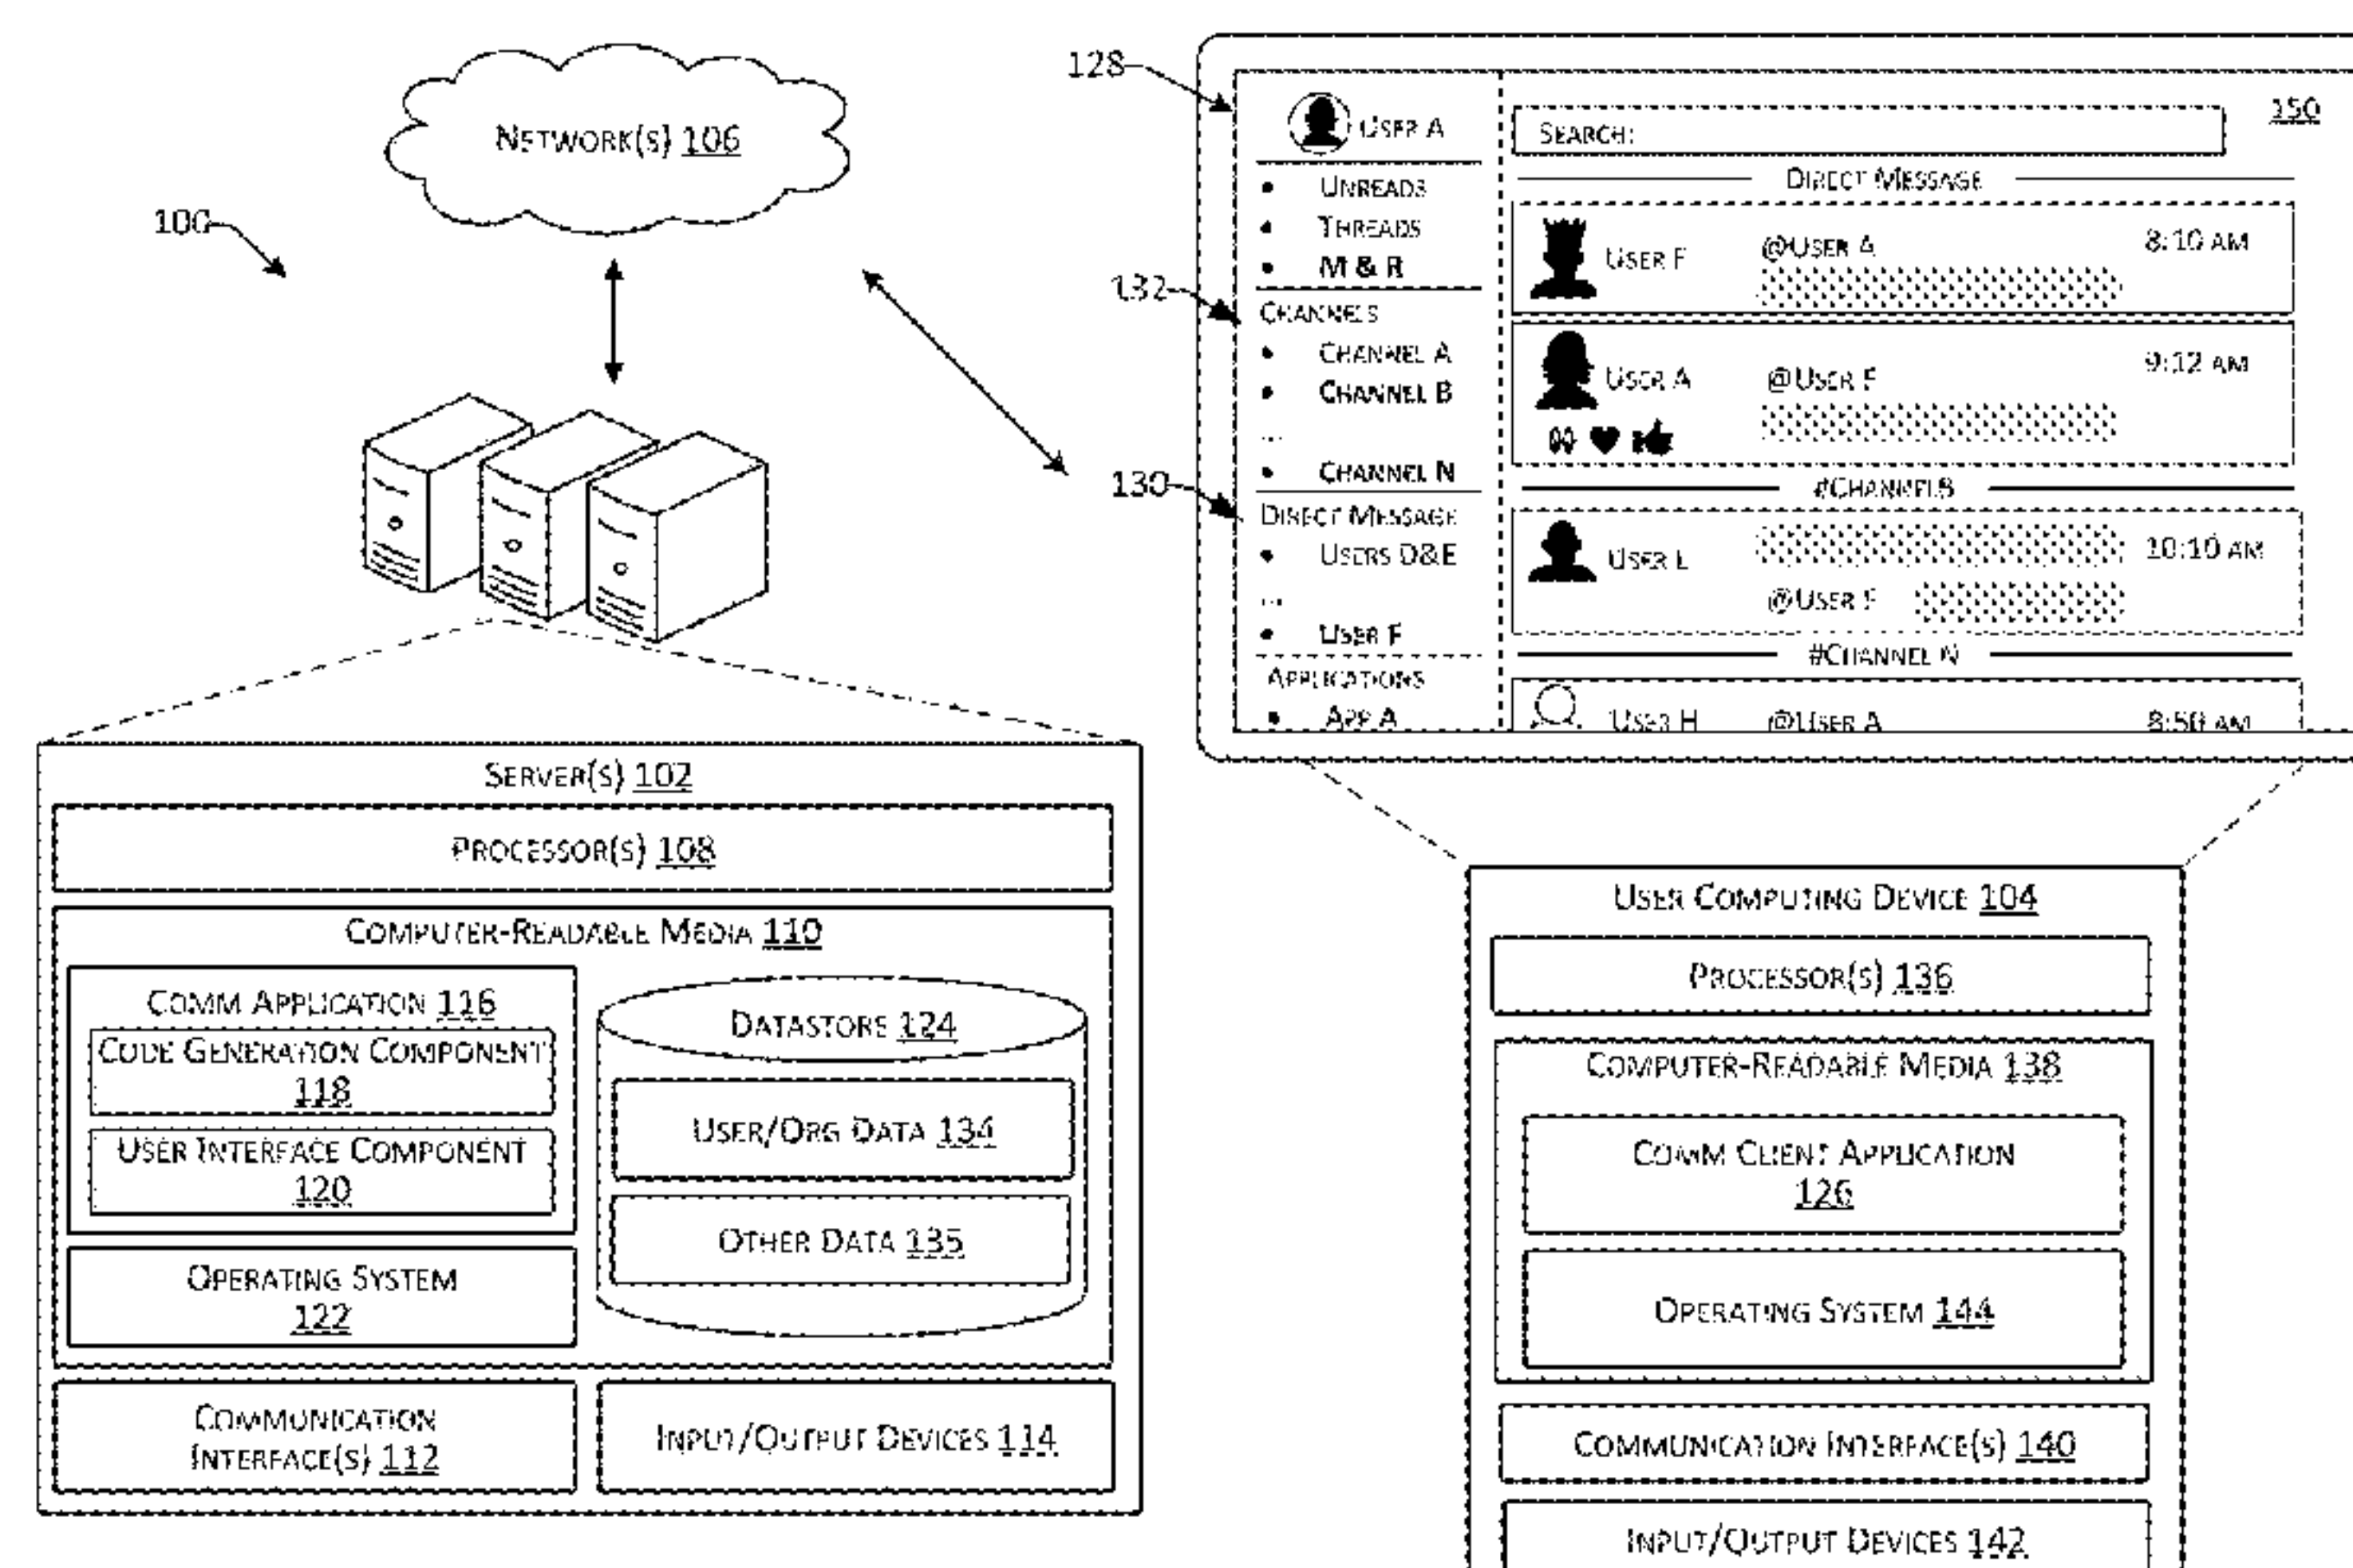 NETWORK(S) 106
100
128
132
130
USER A
UNREADS
THREADS
M & R
CHANNELS
CHANNEL A
CHANNEL B
...
CHANNEL N
DIRECT MESSAGE
USERS D&E
...
USER F
APPLICATIONS
APP A
150
SEARCH:
DIRECT MESSAGE
USER F @USER A 8:10 AM
USER A @USER F 9:12 AM
#CHANNELB
USER L 10:10 AM
@USER F
#CHANNEL N
USER H @USER A 8:50 AM
SERVER(S) 102
PROCESSOR(S) 108
COMPUTER-READABLE MEDIA 110
COMM APPLICATION 116
CODE GENERATION COMPONENT
118
USER INTERFACE COMPONENT
120
OPERATING SYSTEM
122
DATASTORE 124
USER/ORG DATA 134
OTHER DATA 135
COMMUNICATION
INTERFACE(S) 112
INPUT/OUTPUT DEVICES 114
USER COMPUTING DEVICE 104
PROCESSOR(S) 136
COMPUTER-READABLE MEDIA 138
COMM CLIENT APPLICATION
126
OPERATING SYSTEM 144
COMMUNICATION INTERFACE(S) 140
INPUT/OUTPUT DEVICES 142